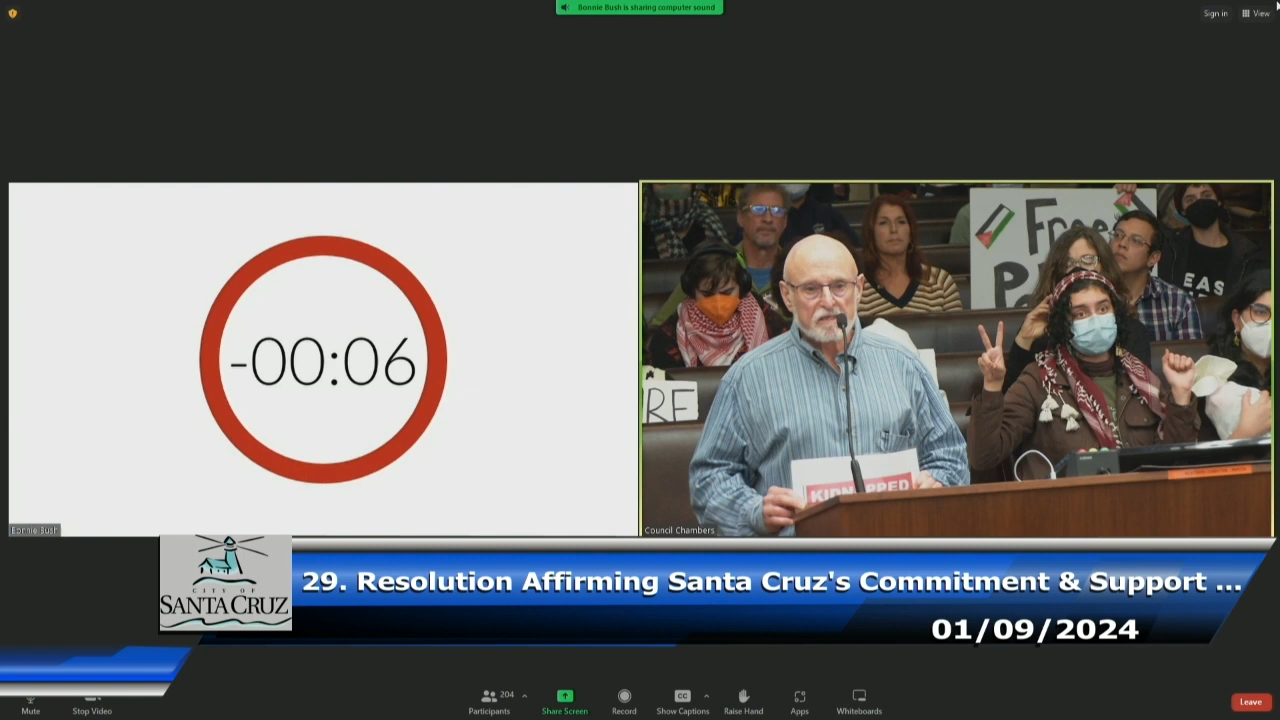 Bonnie Bush is sharing computer sound
Sign in
View
-00:06
Free
P
EAS
RF
KIDNAPPED
Bonnie Bush
Council Chambers
CITY OF
SANTA CRUZ
29. Resolution Affirming Santa Cruz's Commitment & Support ...
01/09/2024
Mute
Stop Video
204
Participants
Share Screen
Record
CC
Show Captions
Raise Hand
Apps
Whiteboards
Leave